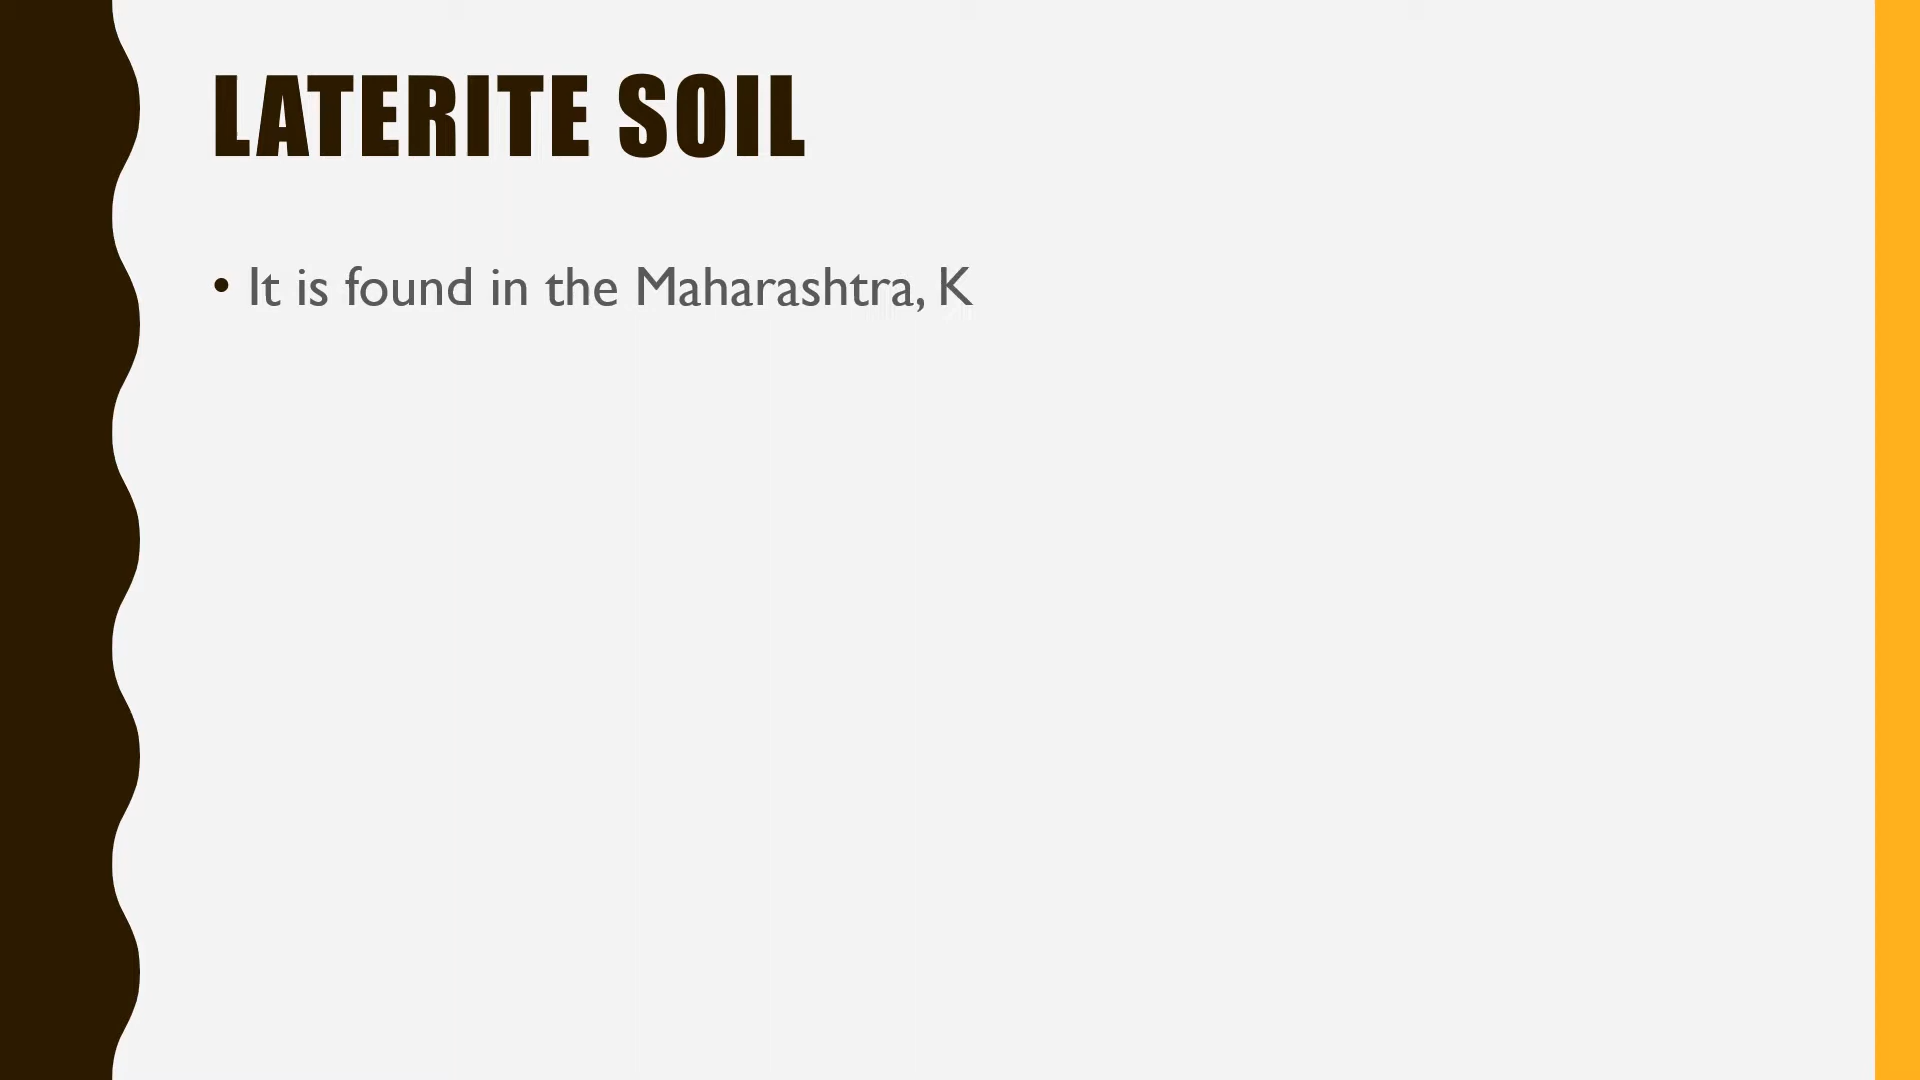 LATERITE SOIL
• It is found in the Maharashtra, K